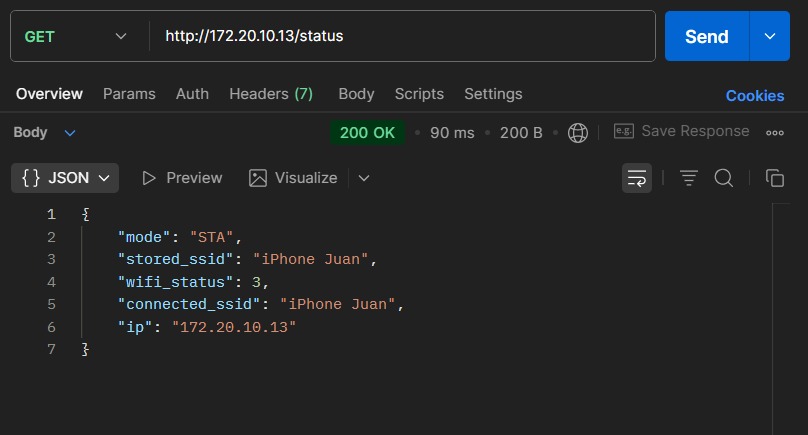 GET http://172.20.10.13/status Send
Overview Params Auth Headers (7) Body Scripts Settings Cookies
Body 200 OK • 90 ms • 200 B e.g. Save Response
{} JSON Preview Visualize
1 {
2 "mode": "STA",
3 "stored_ssid": "iPhone Juan",
4 "wifi_status": 3,
5 "connected_ssid": "iPhone Juan",
6 "ip": "172.20.10.13"
7 }